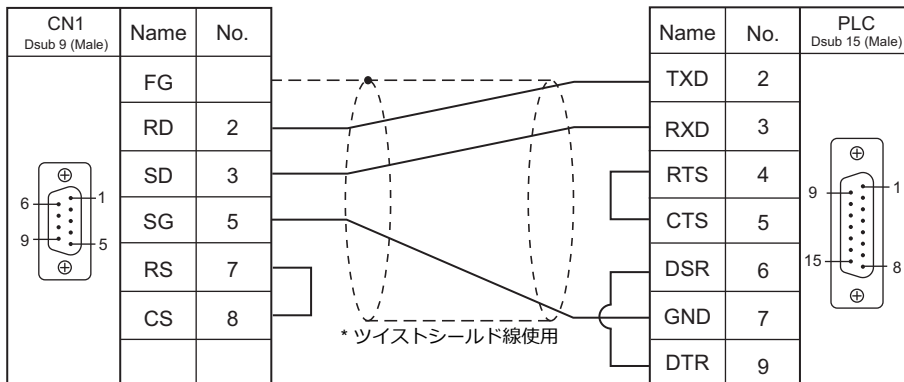 CN1
Dsub 9 (Male)
Name No.
FG
RD 2
SD 3
SG 5
RS 7
CS 8
6 1
9 5
* ツイストシールド線使用
Name No.
TXD 2
RXD 3
RTS 4
CTS 5
DSR 6
GND 7
DTR 9
PLC
Dsub 15 (Male)
9 1
15 8